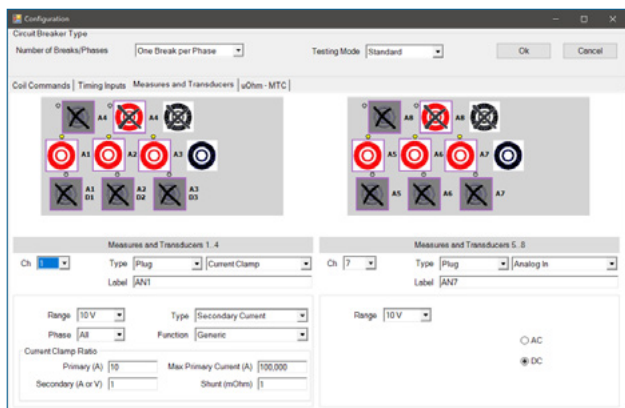 Configuration
Circuit Breaker Type
Number of Breaks/Phases One Break per Phase Testing Mode Standard Ok Cancel
Coil Commands Timing Inputs Measures and Transducers uOhm - MTC
A4 A4 A8 A8
A1 A2 A3 A5 A6 A7
A1 D1 A2 D2 A3 D3 A5 A6 A7
Measures and Transducers 1..4 Measures and Transducers 5..8
Ch 1 Type Plug Current Clamp Ch 7 Type Plug Analog In
Label AN1 Label AN7
Range 10 V Type Secondary Current Range 10 V
Phase All Function Generic AC
Current Clamp Ratio DC
Primary (A) 10 Max Primary Current (A) 100,000
Secondary (A or V) 1 Shunt (mOhm) 1